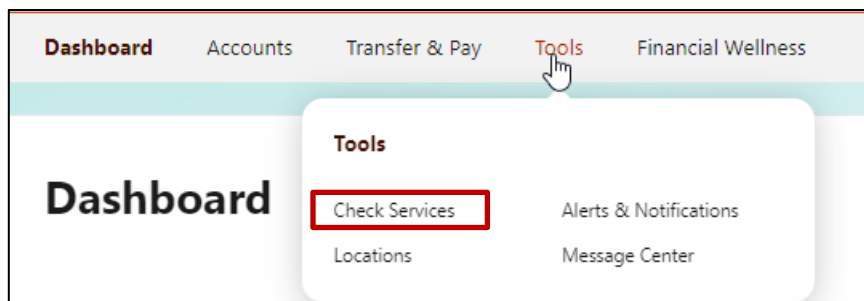 Dashboard Accounts Transfer & Pay Tools Financial Wellness
Tools
Dashboard
Check Services Alerts & Notifications
Locations Message Center